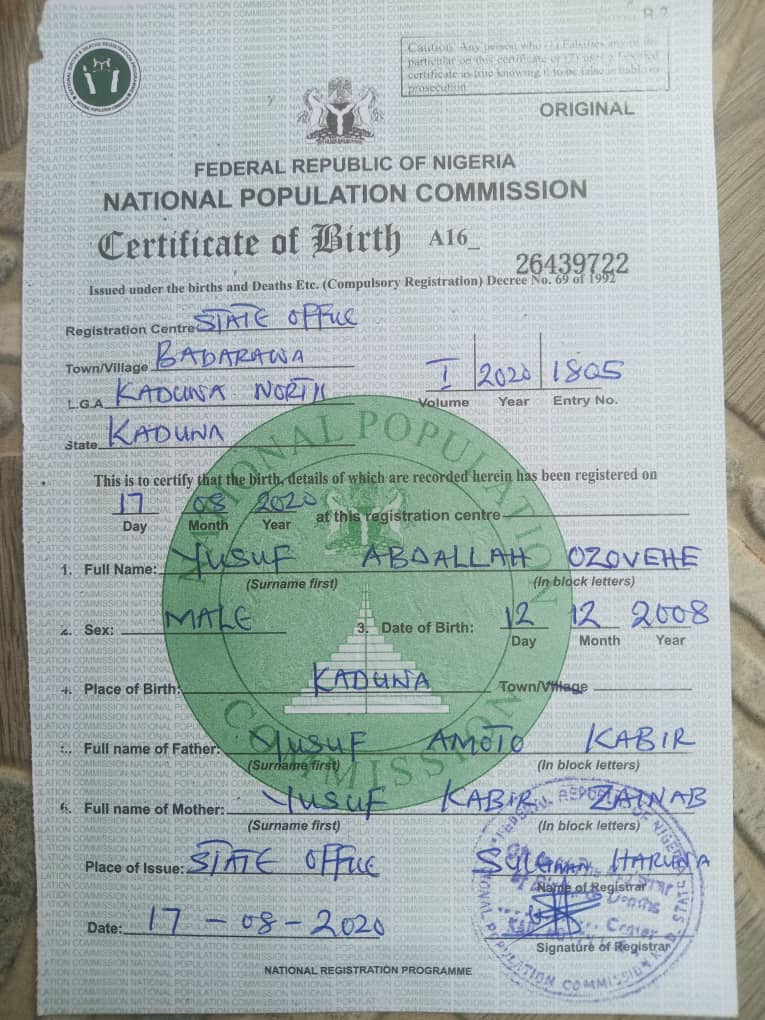 B 2
Caution: Any person who (1) Falsifies any of the
particular on this certificate or (2) uses a falsified
certificate as true knowing it to be false is liable to
prosecution
ORIGINAL
FEDERAL REPUBLIC OF NIGERIA
NATIONAL POPULATION COMMISSION
Certificate of Birth A16_
26439722
Issued under the births and Deaths Etc. (Compulsory Registration) Decree No. 69 of 1992
Registration Centre STATE OFFICE
Town/Village BADARAWA
I 2020 1805
L.G.A KADUNA NORTH
Volume Year Entry No.
State KADUNA
This is to certify that the birth, details of which are recorded herein has been registered on
17 08 2020 at this registration centre
Day Month Year
1. Full Name: YUSUF ABDALLAH OZOVEHE
(Surname first) (In block letters)
2. Sex: MALE 3. Date of Birth: 12 12 2008
Day Month Year
4. Place of Birth: KADUNA Town/Village
5. Full name of Father: YUSUF AMOTO KABIR
(Surname first) (In block letters)
6. Full name of Mother: YUSUF KABIR ZAINAB
(Surname first) (In block letters)
Place of Issue: STATE OFFICE HARUNA
Name of Registrar
Date: 17-08-2020
Signature of Registrar
NATIONAL REGISTRATION PROGRAMME
NATIONAL POPULATION COMMISSION